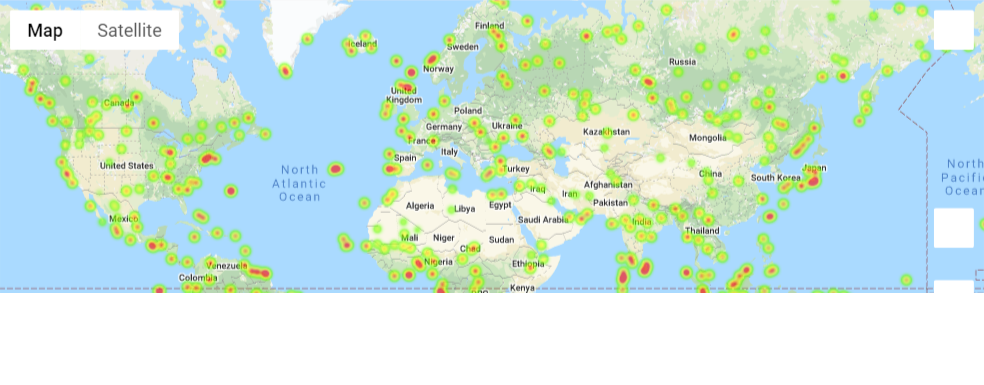 Map Satellite
Finland
Iceland
Sweden
Russia
Norway
Canada
United
Kingdom
Poland
Germany
Ukraine
Kazakhstan
Mongolia
France
Italy
Spain
United States
North
Atlantic
Ocean
Turkey
China
Japan
South Korea
North
Pacific
Ocean
Afghanistan
Iraq
Iran
Pakistan
Algeria
Libya
Egypt
Saudi Arabia
Mexico
India
Thailand
Mali
Niger
Chad
Sudan
Nigeria
Ethiopia
Venezuela
Colombia
Kenya